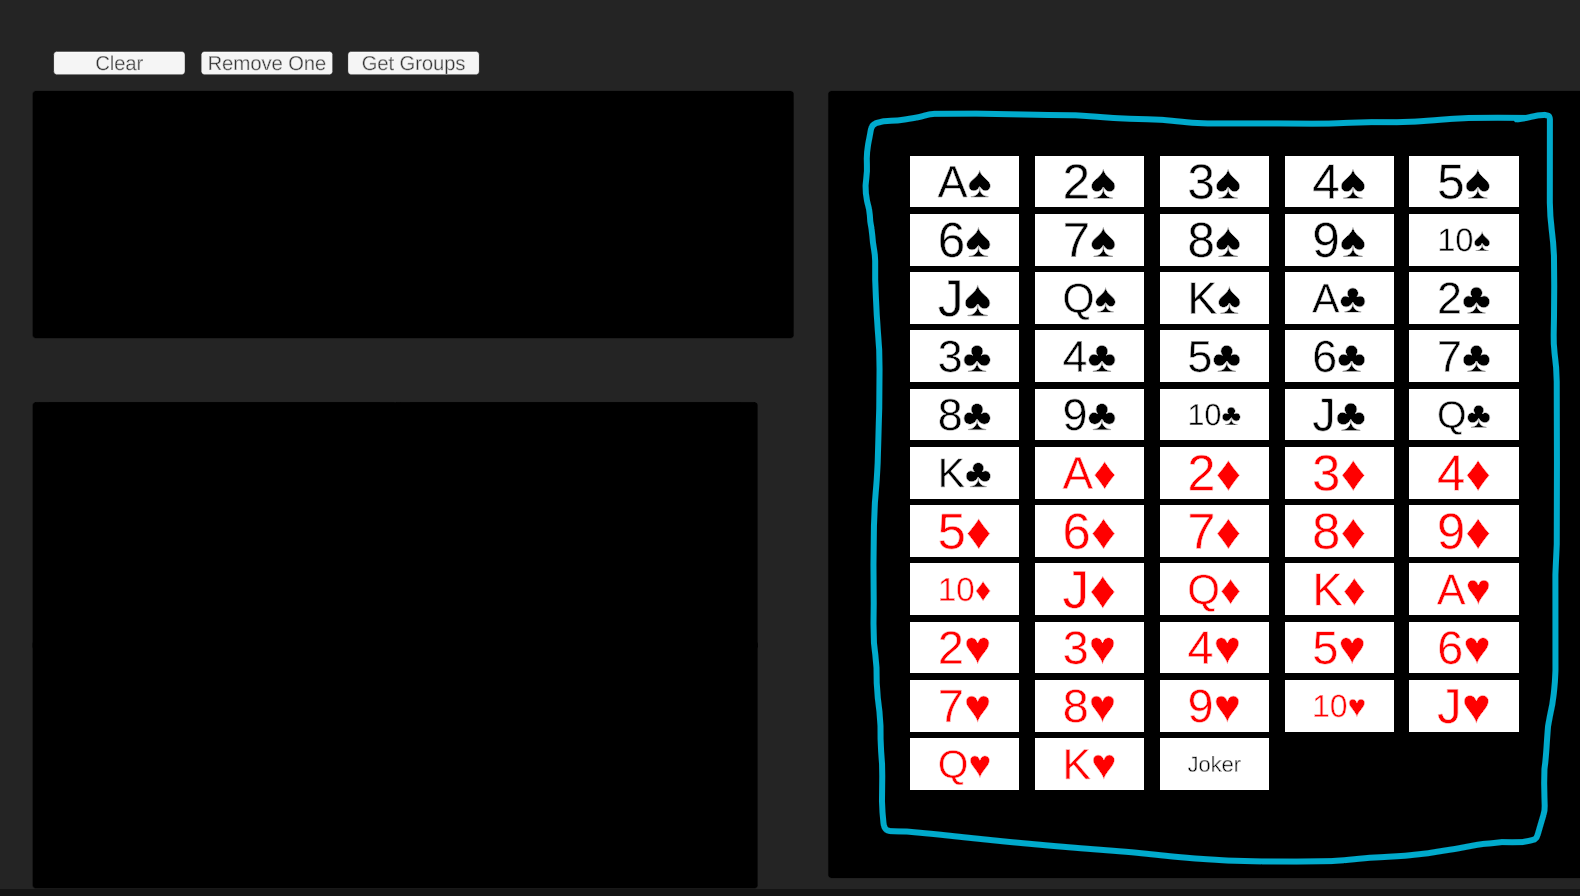 Clear Remove One Get Groups
A♠ 2♠ 3♠ 4♠ 5♠
6♠ 7♠ 8♠ 9♠ 10♠
J♠ Q♠ K♠ A♣ 2♣
3♣ 4♣ 5♣ 6♣ 7♣
8♣ 9♣ 10♣ J♣ Q♣
K♣ A♦ 2♦ 3♦ 4♦
5♦ 6♦ 7♦ 8♦ 9♦
10♦ J♦ Q♦ K♦ A♥
2♥ 3♥ 4♥ 5♥ 6♥
7♥ 8♥ 9♥ 10♥ J♥
Q♥ K♥ Joker